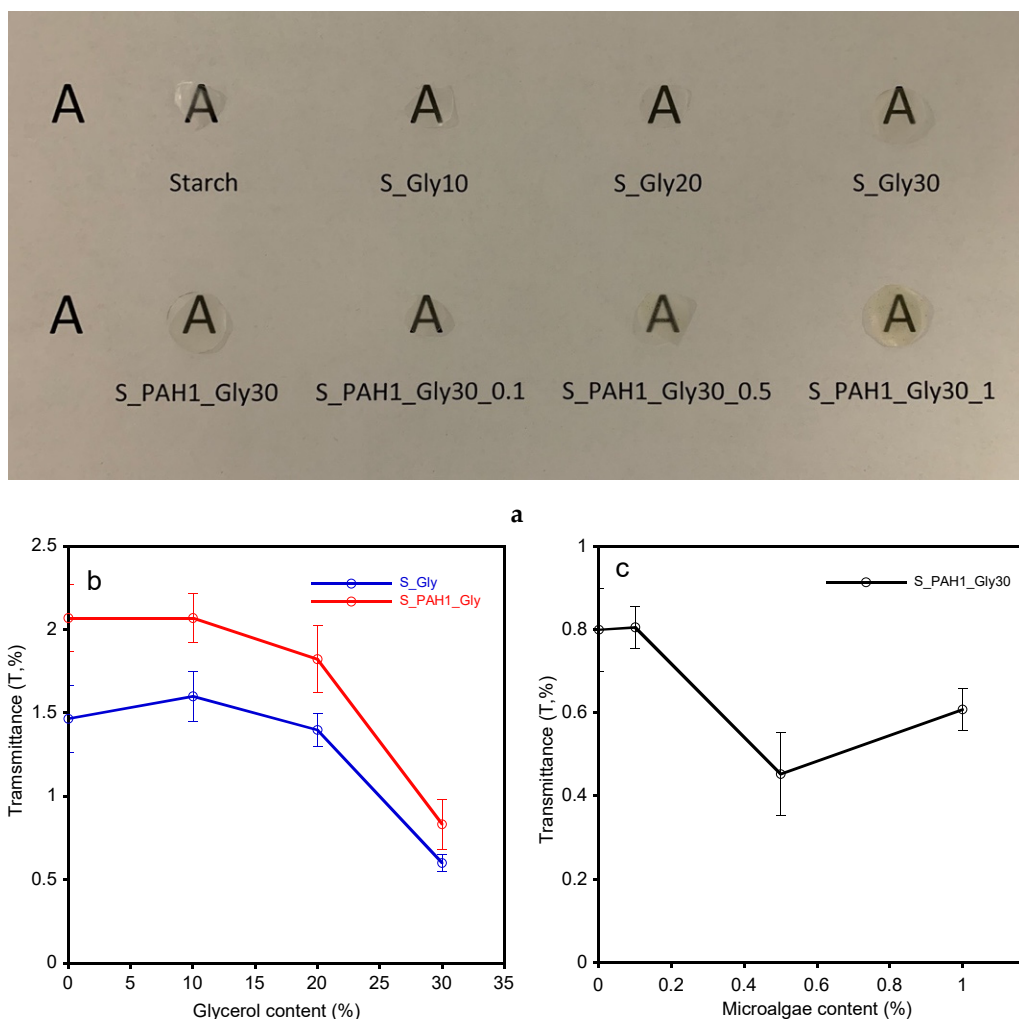 A A A A A
Starch S_Gly10 S_Gly20 S_Gly30
A A A A A
S_PAH1_Gly30 S_PAH1_Gly30_0.1 S_PAH1_Gly30_0.5 S_PAH1_Gly30_1
a
b
S_Gly
S_PAH1_Gly
2.5
2
1.5
1
0.5
0
Tramsmittance (T,%)
0 5 10 15 20 25 30 35
Glycerol content (%)
c
S_PAH1_Gly30
1
0.8
0.6
0.4
0.2
0
Transmittance (T,%)
0 0.2 0.4 0.6 0.8 1
Microalgae content (%)